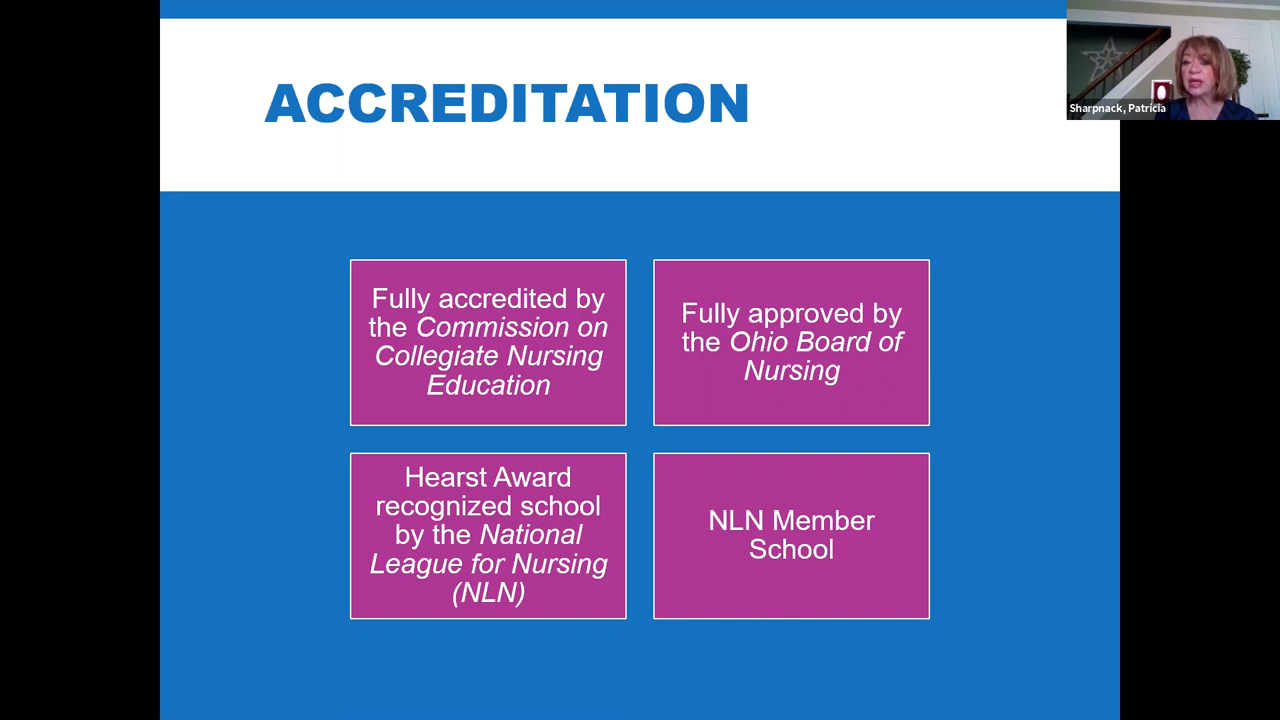 ACCREDITATION
Sharpnack, Patricia
Fully accredited by
the Commission on
Collegiate Nursing
Education
Fully approved by
the Ohio Board of
Nursing
Hearst Award
recognized school
by the National
League for Nursing
(NLN)
NLN Member
School